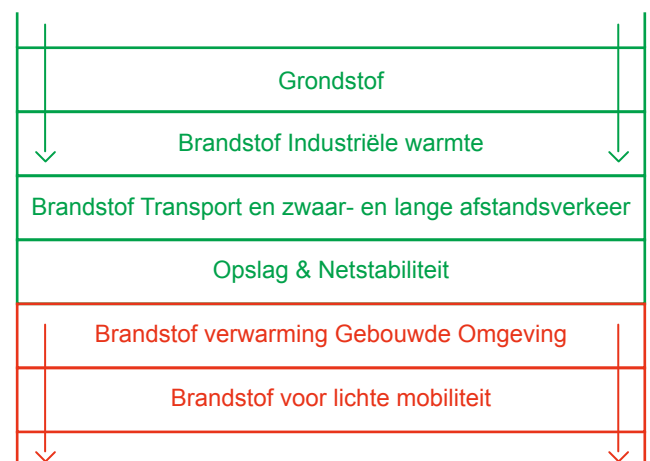 Grondstof
Brandstof Industriële warmte
Brandstof Transport en zwaar- en lange afstandsverkeer
Opslag & Netstabiliteit
Brandstof verwarming Gebouwde Omgeving
Brandstof voor lichte mobiliteit